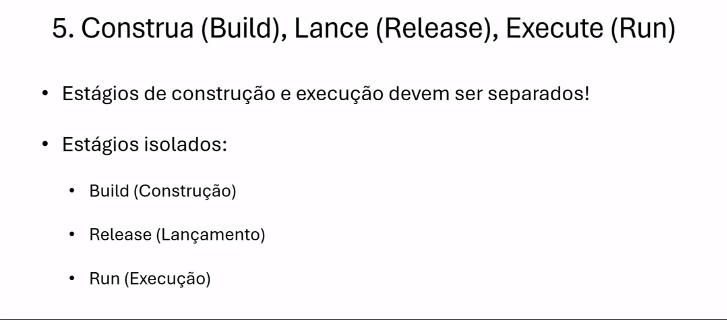 5. Construa (Build), Lance (Release), Execute (Run)
• Estágios de construção e execução devem ser separados!
• Estágios isolados:
• Build (Construção)
• Release (Lançamento)
• Run (Execução)